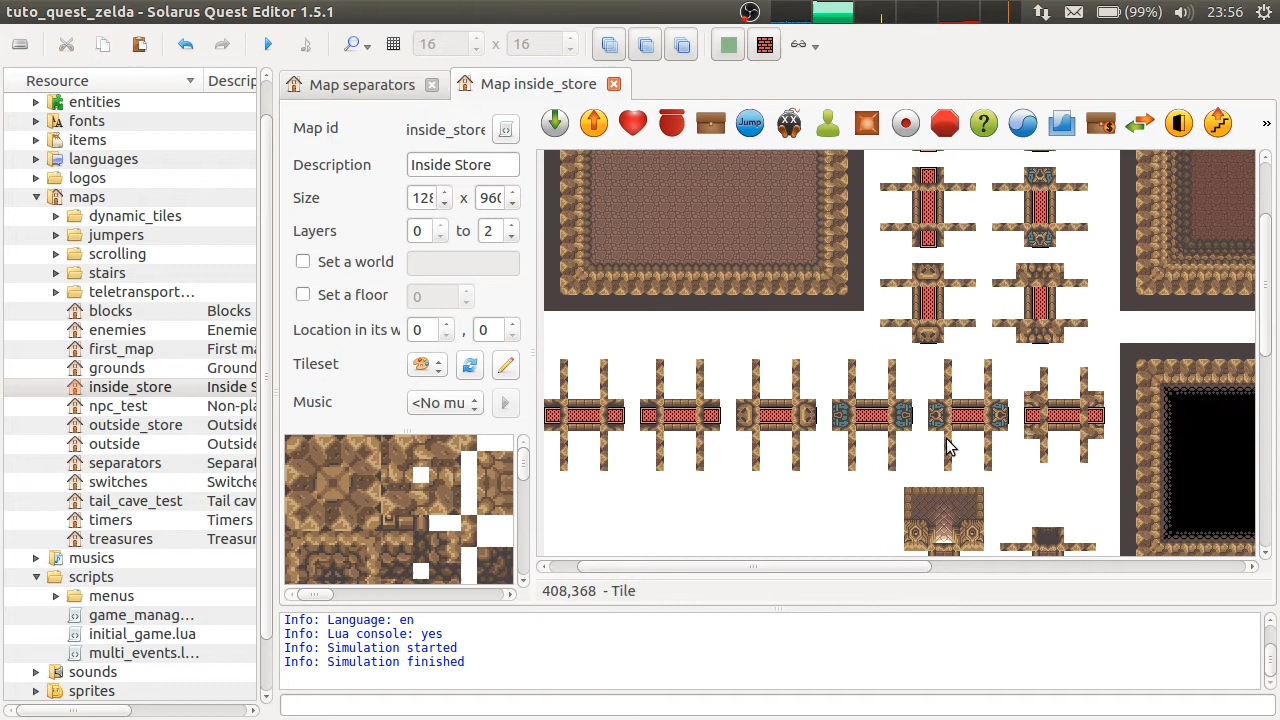 tuto_quest_zelda - Solarus Quest Editor 1.5.1
(99%)
23:56
16 x 16
Resource
Descrip
entities
fonts
items
languages
logos
maps
dynamic_tiles
jumpers
scrolling
stairs
teletransport...
blocks Blocks
enemies Enemie
first_map First ma
grounds Ground
inside_store Inside S
npc_test Non-pla
outside_store Outside
outside Outside
separators Separat
switches Switche
tail_cave_test Tail cav
timers Timers
treasures Treasur
musics
scripts
menus
game_manag...
initial_game.lua
multi_events.l...
sounds
sprites
Map separators
Map inside_store
Map id inside_store
Description Inside Store
Size 128 x 960
Layers 0 to 2
Set a world
Set a floor 0
Location in its w 0 , 0
Tileset
Music <No mu
Jump
?
$
»
408,368 - Tile
Info: Language: en
Info: Lua console: yes
Info: Simulation started
Info: Simulation finished